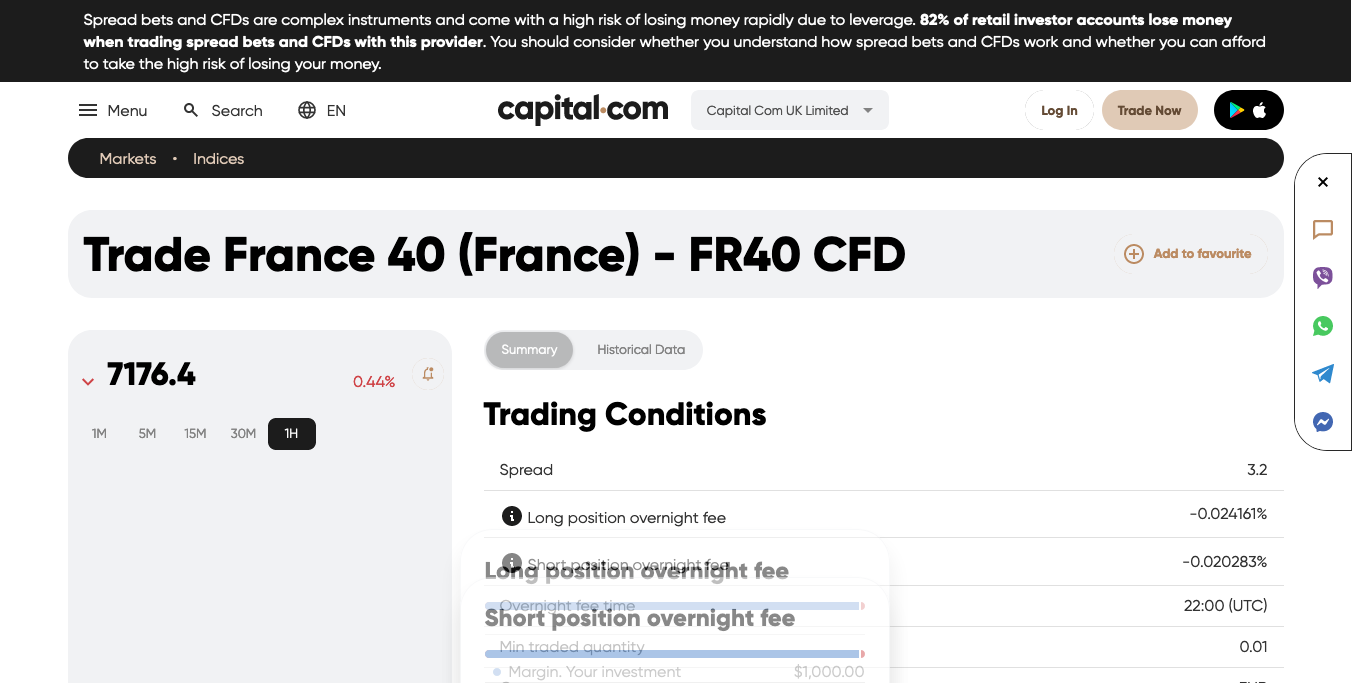 Spread bets and CFDs are complex instruments and come with a high risk of losing money rapidly due to leverage. 82% of retail investor accounts lose money
when trading spread bets and CFDs with this provider. You should consider whether you understand how spread bets and CFDs work and whether you can afford
to take the high risk of losing your money.
Menu Search EN capital.com Capital Com UK Limited Log In Trade Now
Markets • Indices
Trade France 40 (France) - FR40 CFD
Add to favourite
7176.4 0.44%
1M 5M 15M 30M 1H
Summary Historical Data
Trading Conditions
Spread 3.2
Long position overnight fee -0.024161%
Short position overnight fee -0.020283%
Long position overnight fee
Overnight fee time 22:00 (UTC)
Short position overnight fee
Min traded quantity 0.01
Margin. Your investment $1,000.00